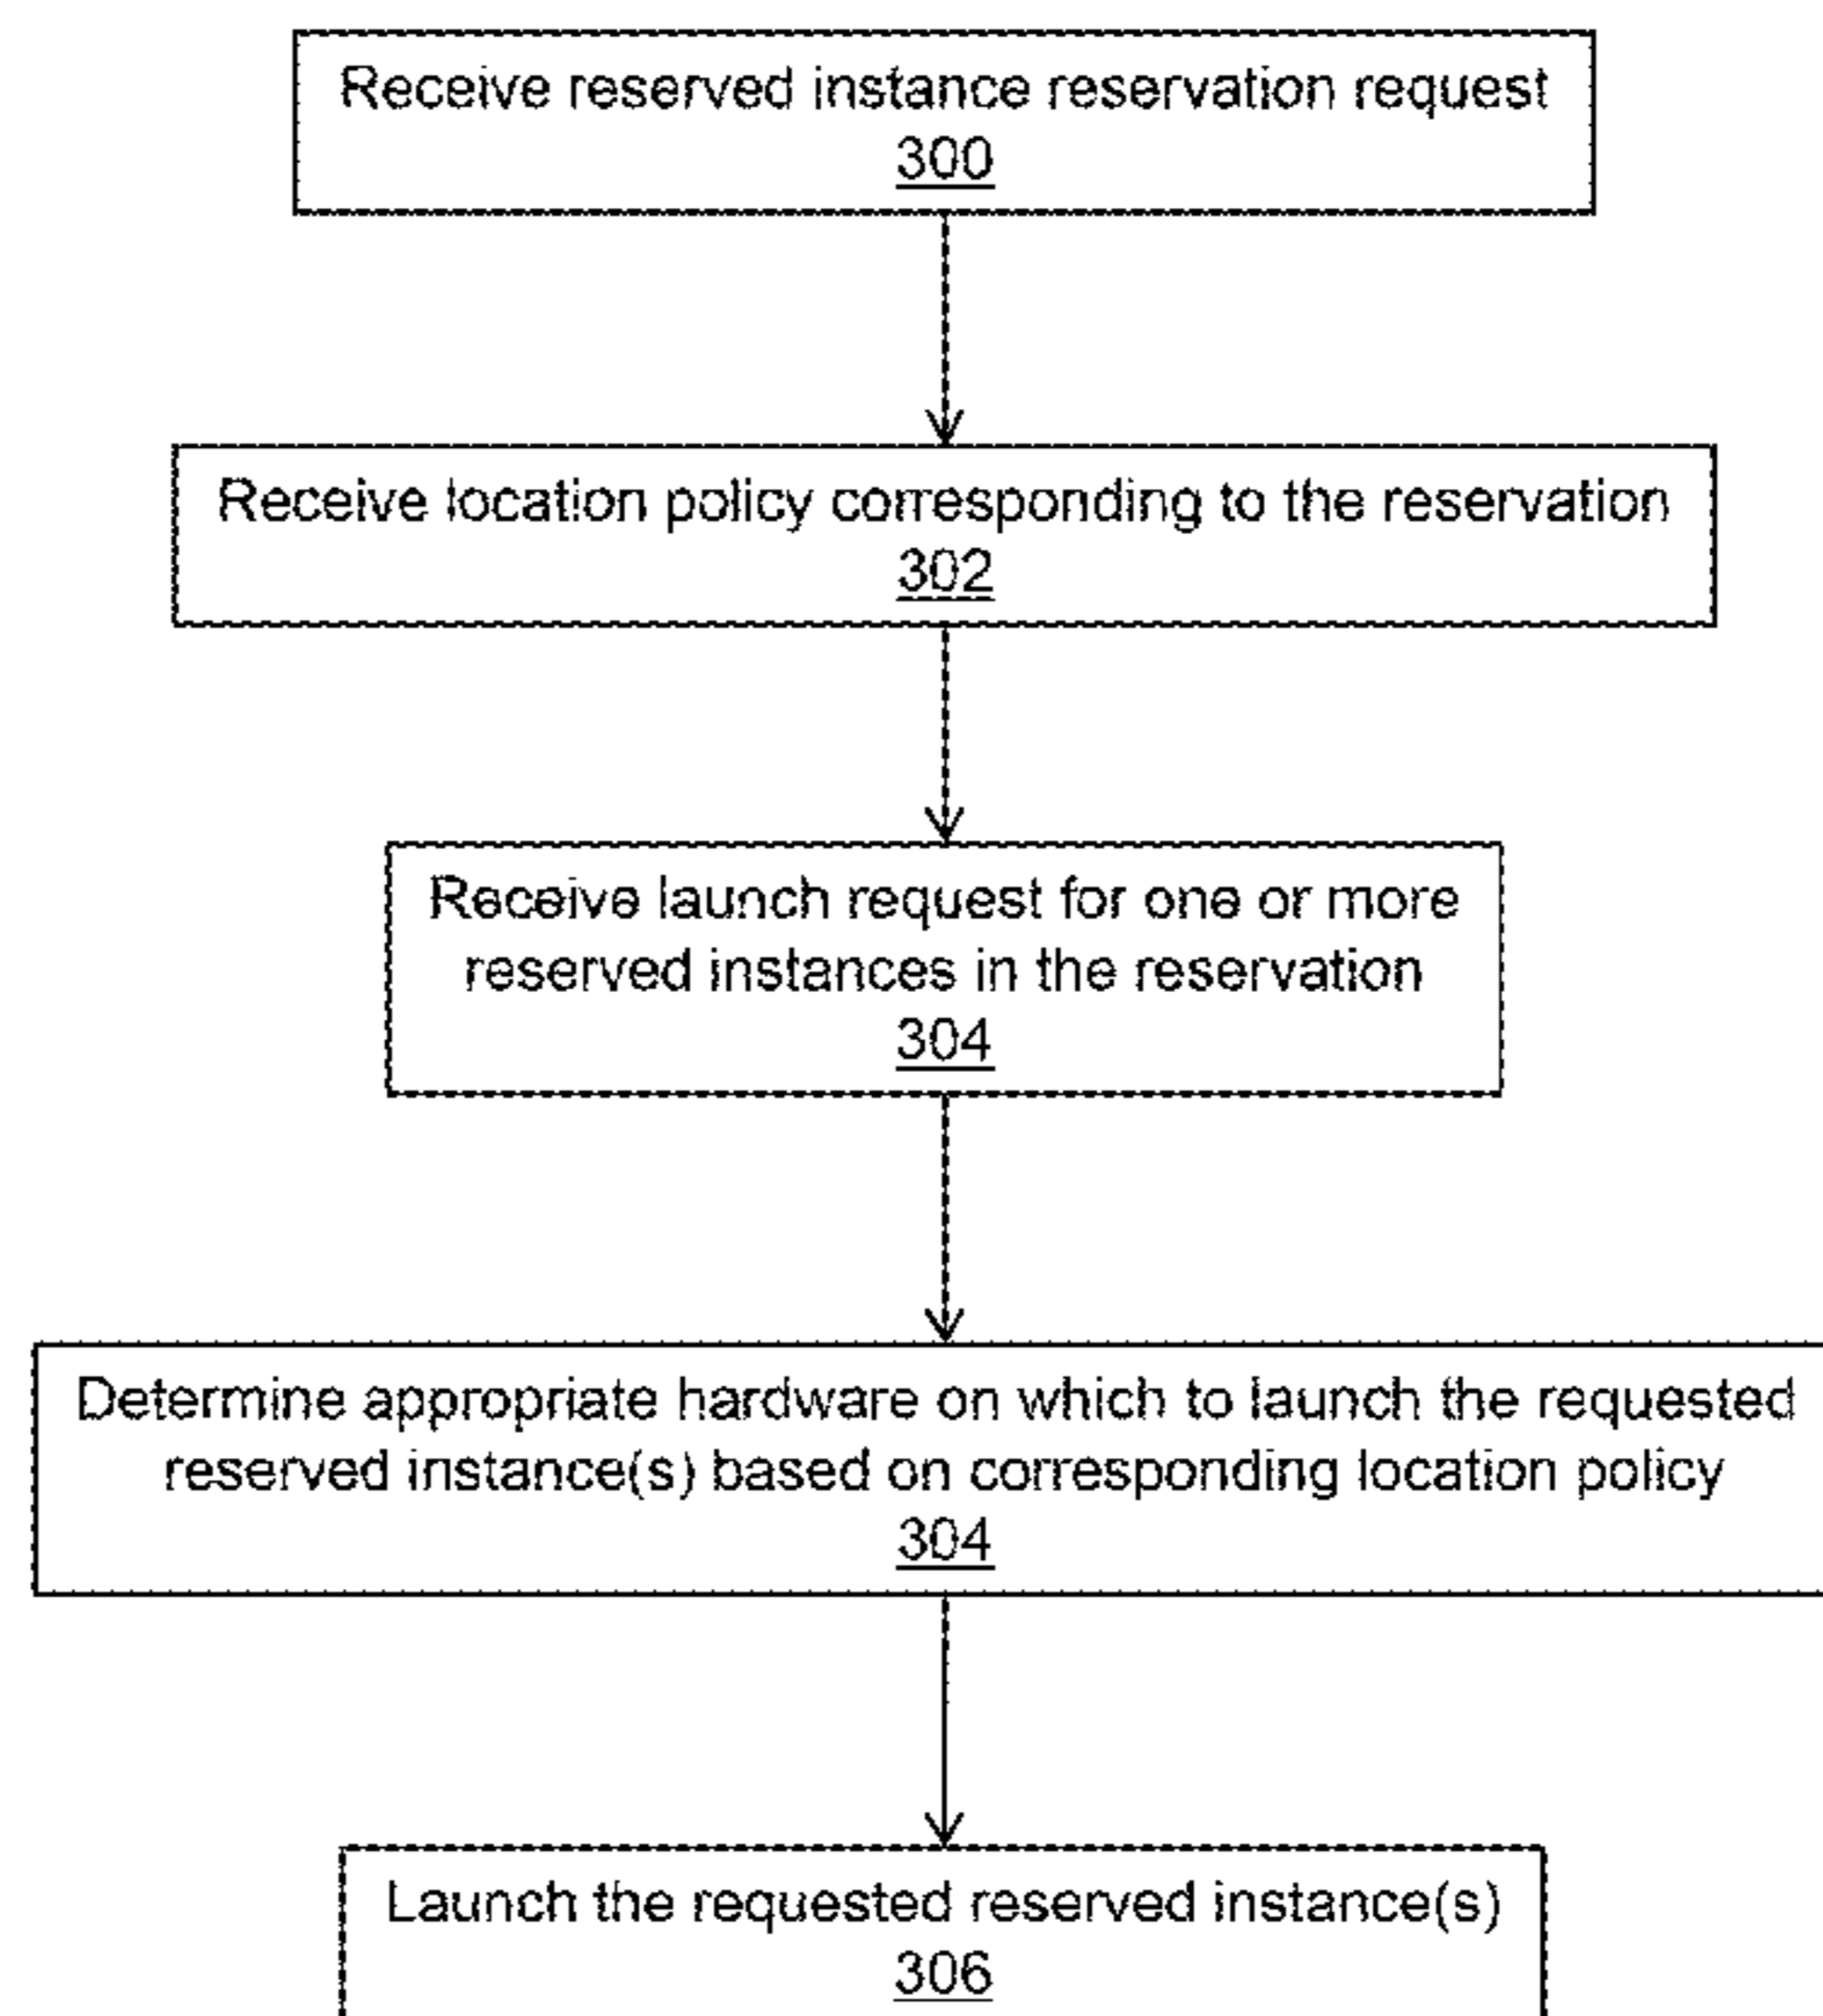 Receive reserved instance reservation request
300
Receive location policy corresponding to the reservation
302
Receive launch request for one or more
reserved instances in the reservation
304
Determine appropriate hardware on which to launch the requested
reserved instance(s) based on corresponding location policy
304
Launch the requested reserved instance(s)
306